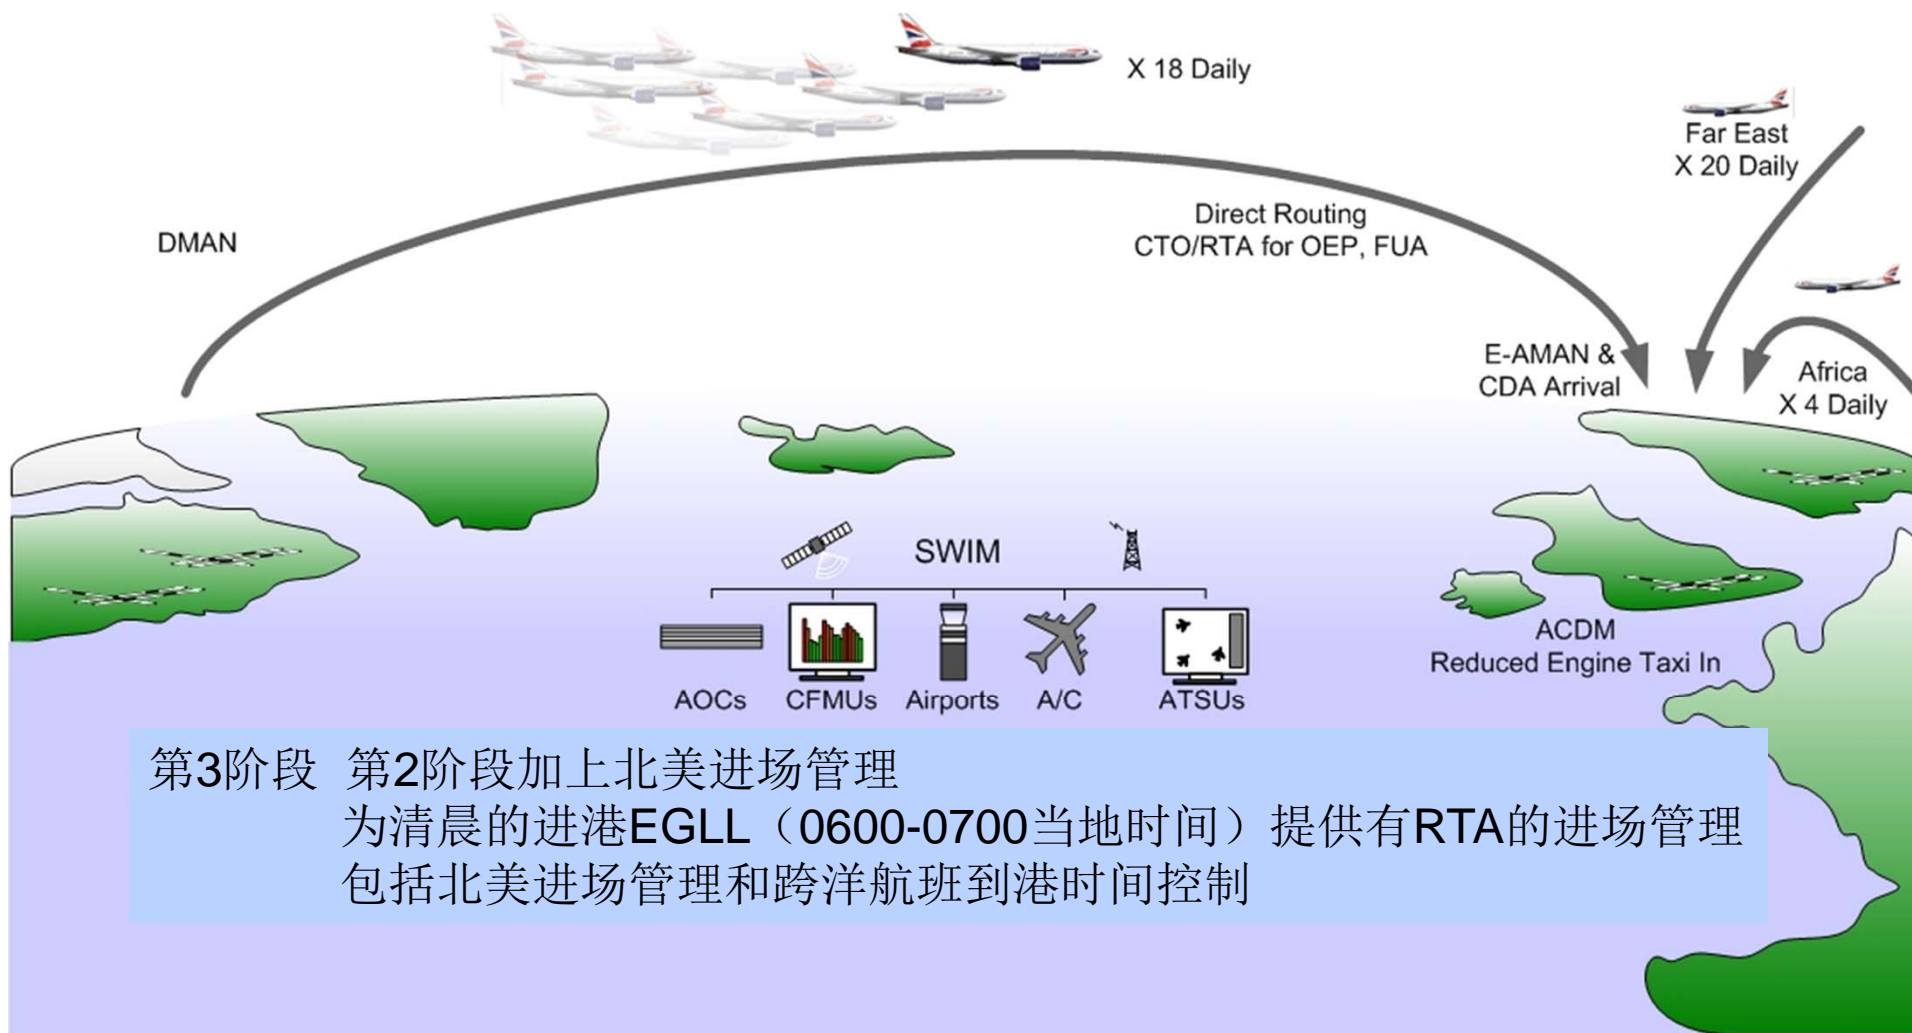 X 18 Daily
Far East
X 20 Daily
DMAN
Direct Routing
CTO/RTA for OEP, FUA
E-AMAN &
CDA Arrival
Africa
X 4 Daily
SWIM
AOCs CFMUs Airports A/C ATSUs
ACDM
Reduced Engine Taxi In
第3阶段 第2阶段加上北美进场管理
为清晨的进港EGLL（0600-0700当地时间）提供有RTA的进场管理
包括北美进场管理和跨洋航班到港时间控制